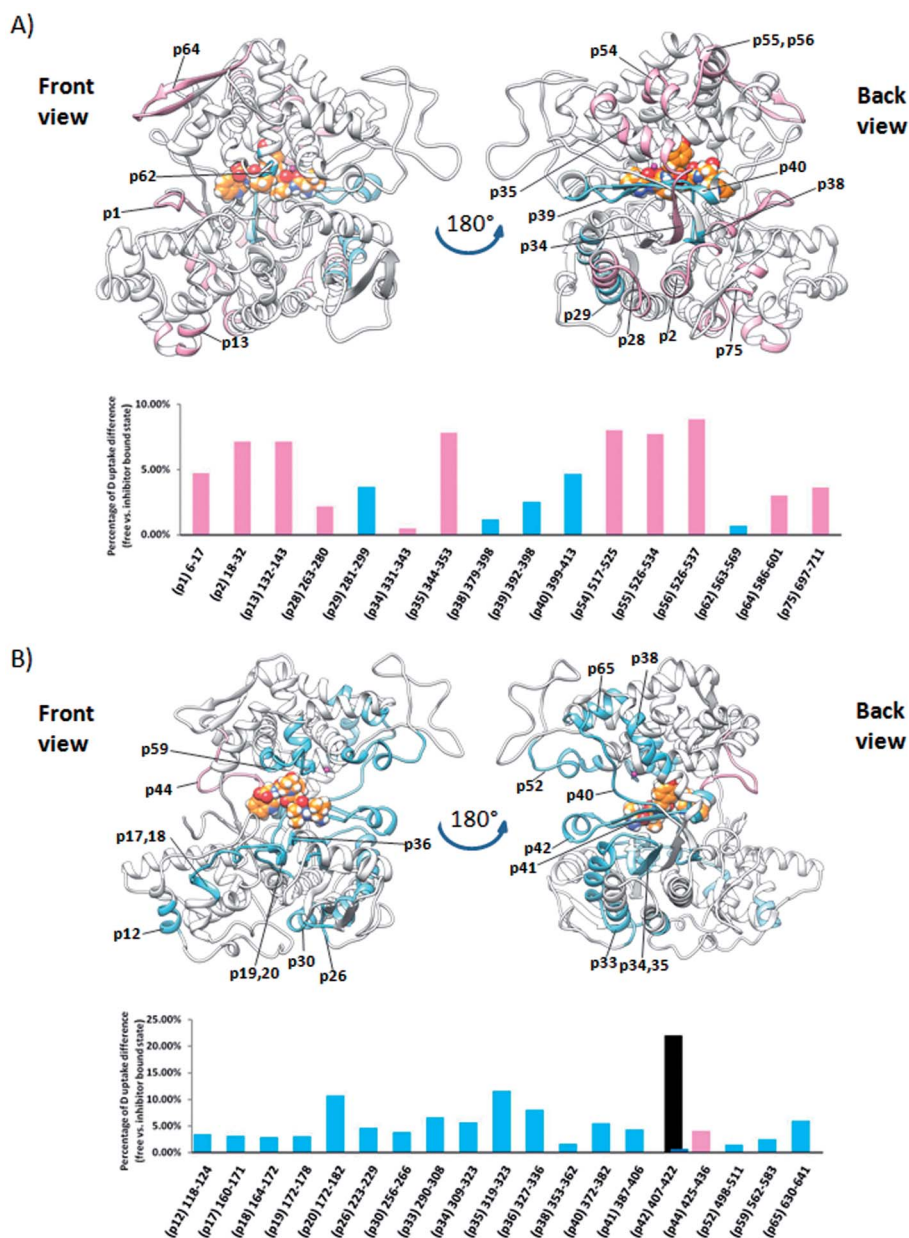 A)
Front
view
p64
p62
p1
p13
180°
Back
view
p54
p55, p56
p35
p40
p38
p39
p34
p29
p28
p2
p75
Percentage of D uptake difference
(free vs. inhibitor bound state)
10.00%
5.00%
0.00%
(p1) 6-17
(p2) 18-32
(p13) 132-143
(p28) 263-280
(p29) 281-299
(p34) 331-343
(p35) 344-353
(p38) 379-398
(p39) 392-398
(p40) 399-413
(p54) 517-525
(p55) 526-534
(p56) 526-537
(p62) 563-569
(p64) 586-601
(p75) 697-711
B)
Front
view
p59
p44
p17,18
p12
p19,20
p30
p26
p36
180°
Back
view
p65
p38
p52
p40
p42
p41
p33
p34,35
Percentage of D uptake difference
(free vs. inhibitor bound state)
25.00%
20.00%
15.00%
10.00%
5.00%
0.00%
(p12) 118-124
(p17) 160-171
(p18) 164-172
(p19) 172-178
(p20) 172-182
(p26) 223-229
(p30) 256-266
(p33) 290-308
(p34) 309-323
(p35) 319-323
(p36) 327-336
(p38) 353-362
(p40) 372-382
(p41) 387-406
(p42) 407-422
(p44) 425-436
(p52) 498-511
(p59) 562-583
(p65) 630-641